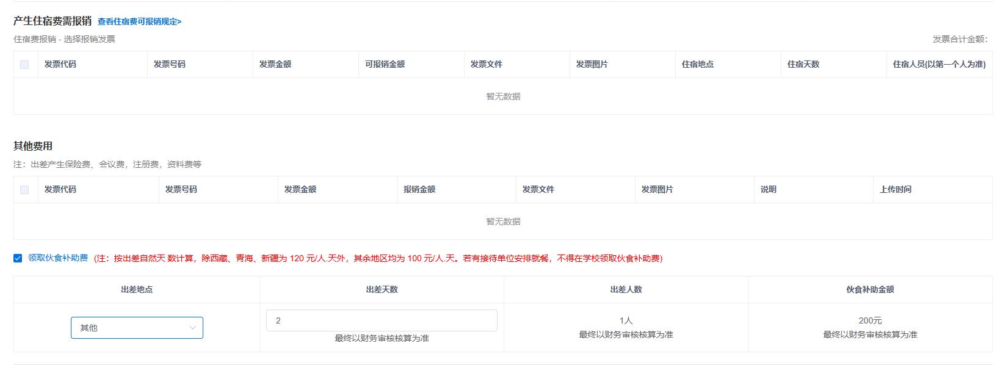 产生住宿费需报销 查看住宿费可报销规定>
住宿费报销 - 选择报销发票 发票合计金额：
发票代码 发票号码 发票金额 可报销金额 发票文件 发票图片 住宿地点 住宿天数 住宿人员(以第一个人为准)
暂无数据
其他费用
注：出差产生保险费、会议费，注册费，资料费等
发票代码 发票号码 发票金额 报销金额 发票文件 发票图片 说明 上传时间
暂无数据
领取伙食补助费 (注：按出差自然天 数计算，除西藏、青海、新疆为 120 元/人.天外，其余地区均为 100 元/人.天。若有接待单位安排就餐，不得在学校领取伙食补助费)
出差地点 出差天数 出差人数 伙食补助金额
其他 2 1人 200元
最终以财务审核核算为准 最终以财务审核核算为准 最终以财务审核核算为准